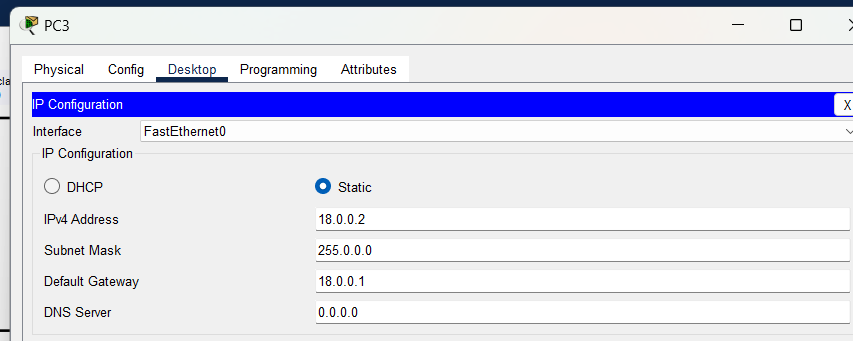 PC3
Physical Config Desktop Programming Attributes
IP Configuration X
Interface FastEthernet0
IP Configuration
DHCP Static
IPv4 Address 18.0.0.2
Subnet Mask 255.0.0.0
Default Gateway 18.0.0.1
DNS Server 0.0.0.0